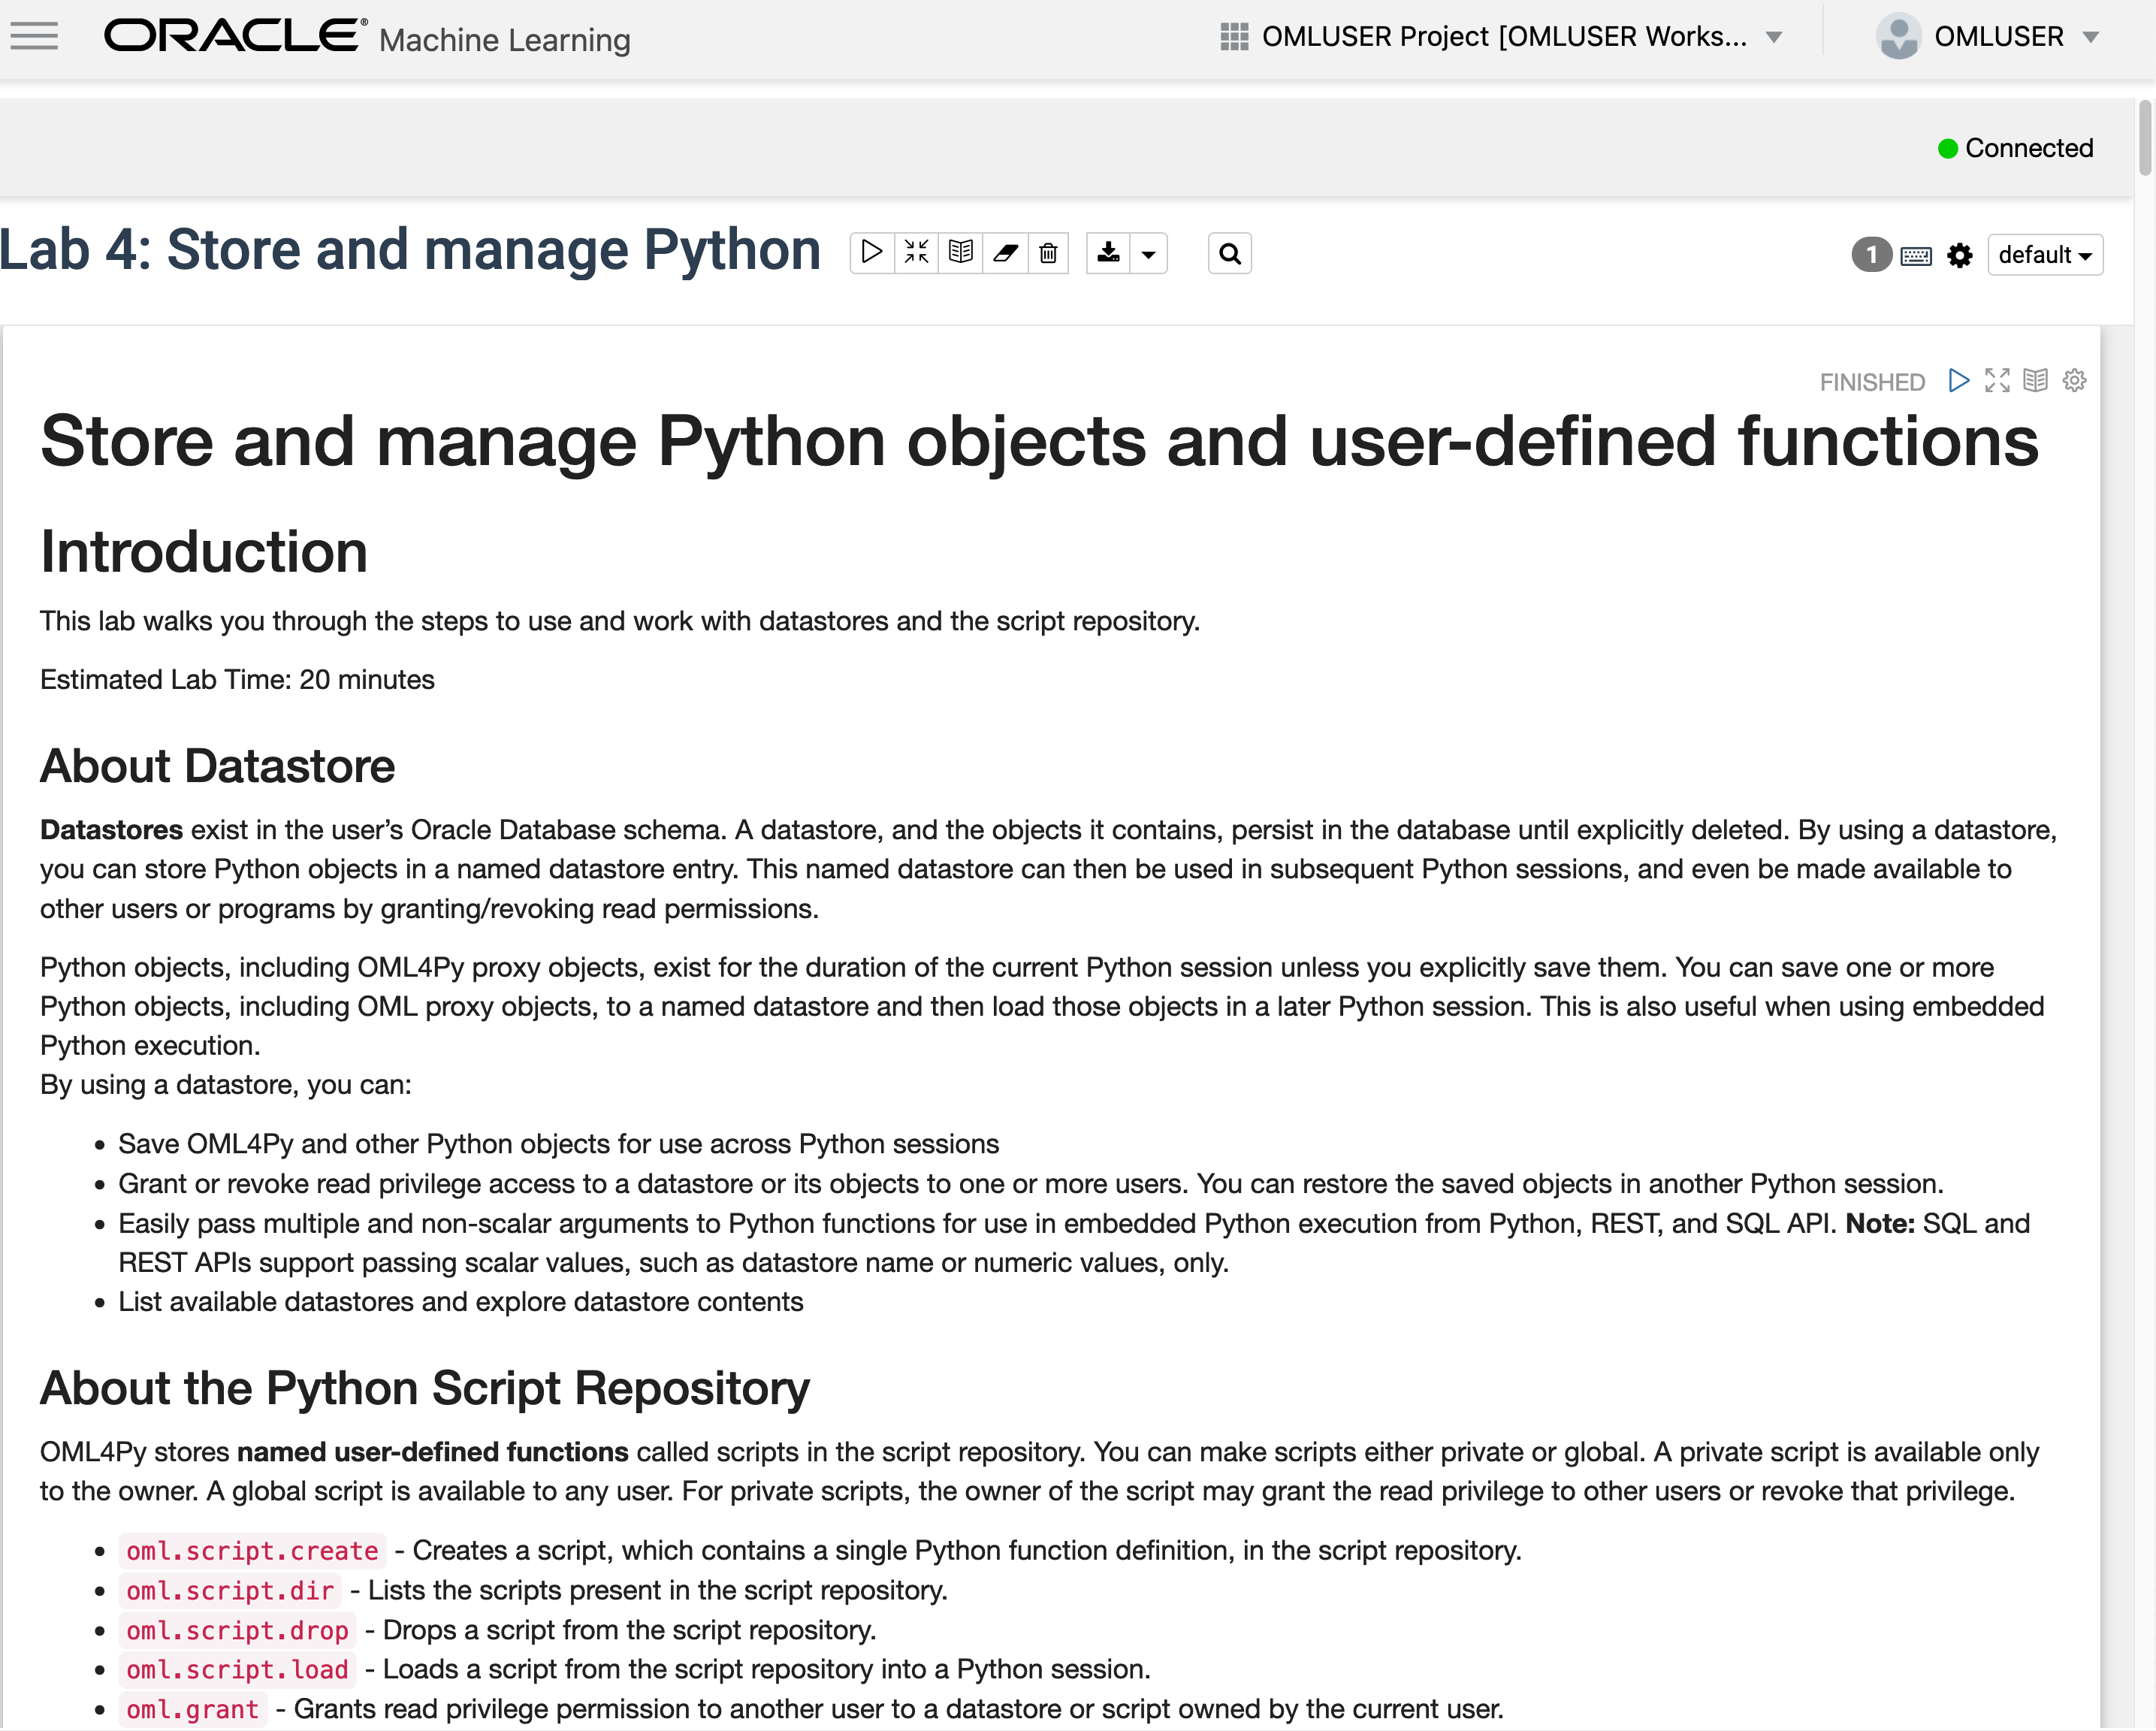 ORACLE® Machine Learning
OMLUSER Project [OMLUSER Works...
OMLUSER
Connected
Lab 4: Store and manage Python
1
default
FINISHED
Store and manage Python objects and user-defined functions
Introduction
This lab walks you through the steps to use and work with datastores and the script repository.
Estimated Lab Time: 20 minutes
About Datastore
Datastores exist in the user’s Oracle Database schema. A datastore, and the objects it contains, persist in the database until explicitly deleted. By using a datastore,
you can store Python objects in a named datastore entry. This named datastore can then be used in subsequent Python sessions, and even be made available to
other users or programs by granting/revoking read permissions.
Python objects, including OML4Py proxy objects, exist for the duration of the current Python session unless you explicitly save them. You can save one or more
Python objects, including OML proxy objects, to a named datastore and then load those objects in a later Python session. This is also useful when using embedded
Python execution.
By using a datastore, you can:
• Save OML4Py and other Python objects for use across Python sessions
• Grant or revoke read privilege access to a datastore or its objects to one or more users. You can restore the saved objects in another Python session.
• Easily pass multiple and non-scalar arguments to Python functions for use in embedded Python execution from Python, REST, and SQL API. Note: SQL and
REST APIs support passing scalar values, such as datastore name or numeric values, only.
• List available datastores and explore datastore contents
About the Python Script Repository
OML4Py stores named user-defined functions called scripts in the script repository. You can make scripts either private or global. A private script is available only
to the owner. A global script is available to any user. For private scripts, the owner of the script may grant the read privilege to other users or revoke that privilege.
• oml.script.create - Creates a script, which contains a single Python function definition, in the script repository.
• oml.script.dir - Lists the scripts present in the script repository.
• oml.script.drop - Drops a script from the script repository.
• oml.script.load - Loads a script from the script repository into a Python session.
• oml.grant - Grants read privilege permission to another user to a datastore or script owned by the current user.